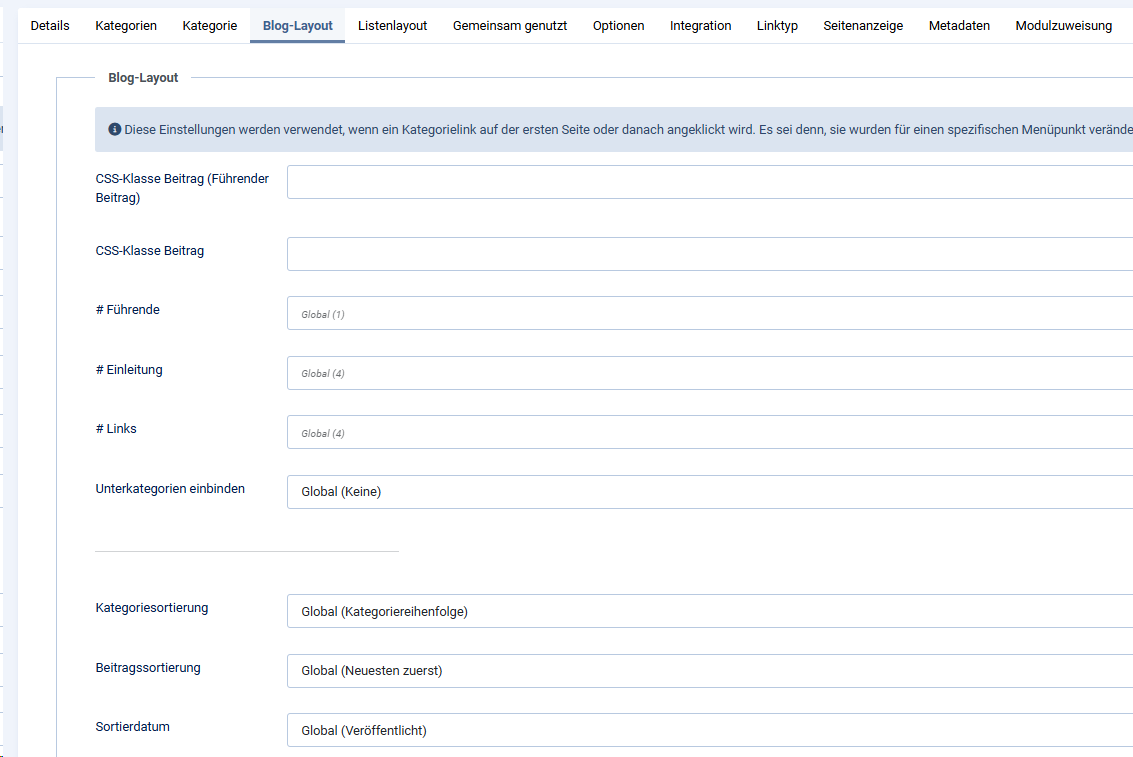 Details Kategorien Kategorie Blog-Layout Listenlayout Gemeinsam genutzt Optionen Integration Linktyp Seitenanzeige Metadaten Modulzuweisung
Blog-Layout
Diese Einstellungen werden verwendet, wenn ein Kategorielink auf der ersten Seite oder danach angeklickt wird. Es sei denn, sie wurden für einen spezifischen Menüpunkt verände
CSS-Klasse Beitrag (Führender
Beitrag)
CSS-Klasse Beitrag
# Führende Global (1)
# Einleitung Global (4)
# Links Global (4)
Unterkategorien einbinden Global (Keine)
Kategoriesortierung Global (Kategoriereihenfolge)
Beitragssortierung Global (Neuesten zuerst)
Sortierdatum Global (Veröffentlicht)